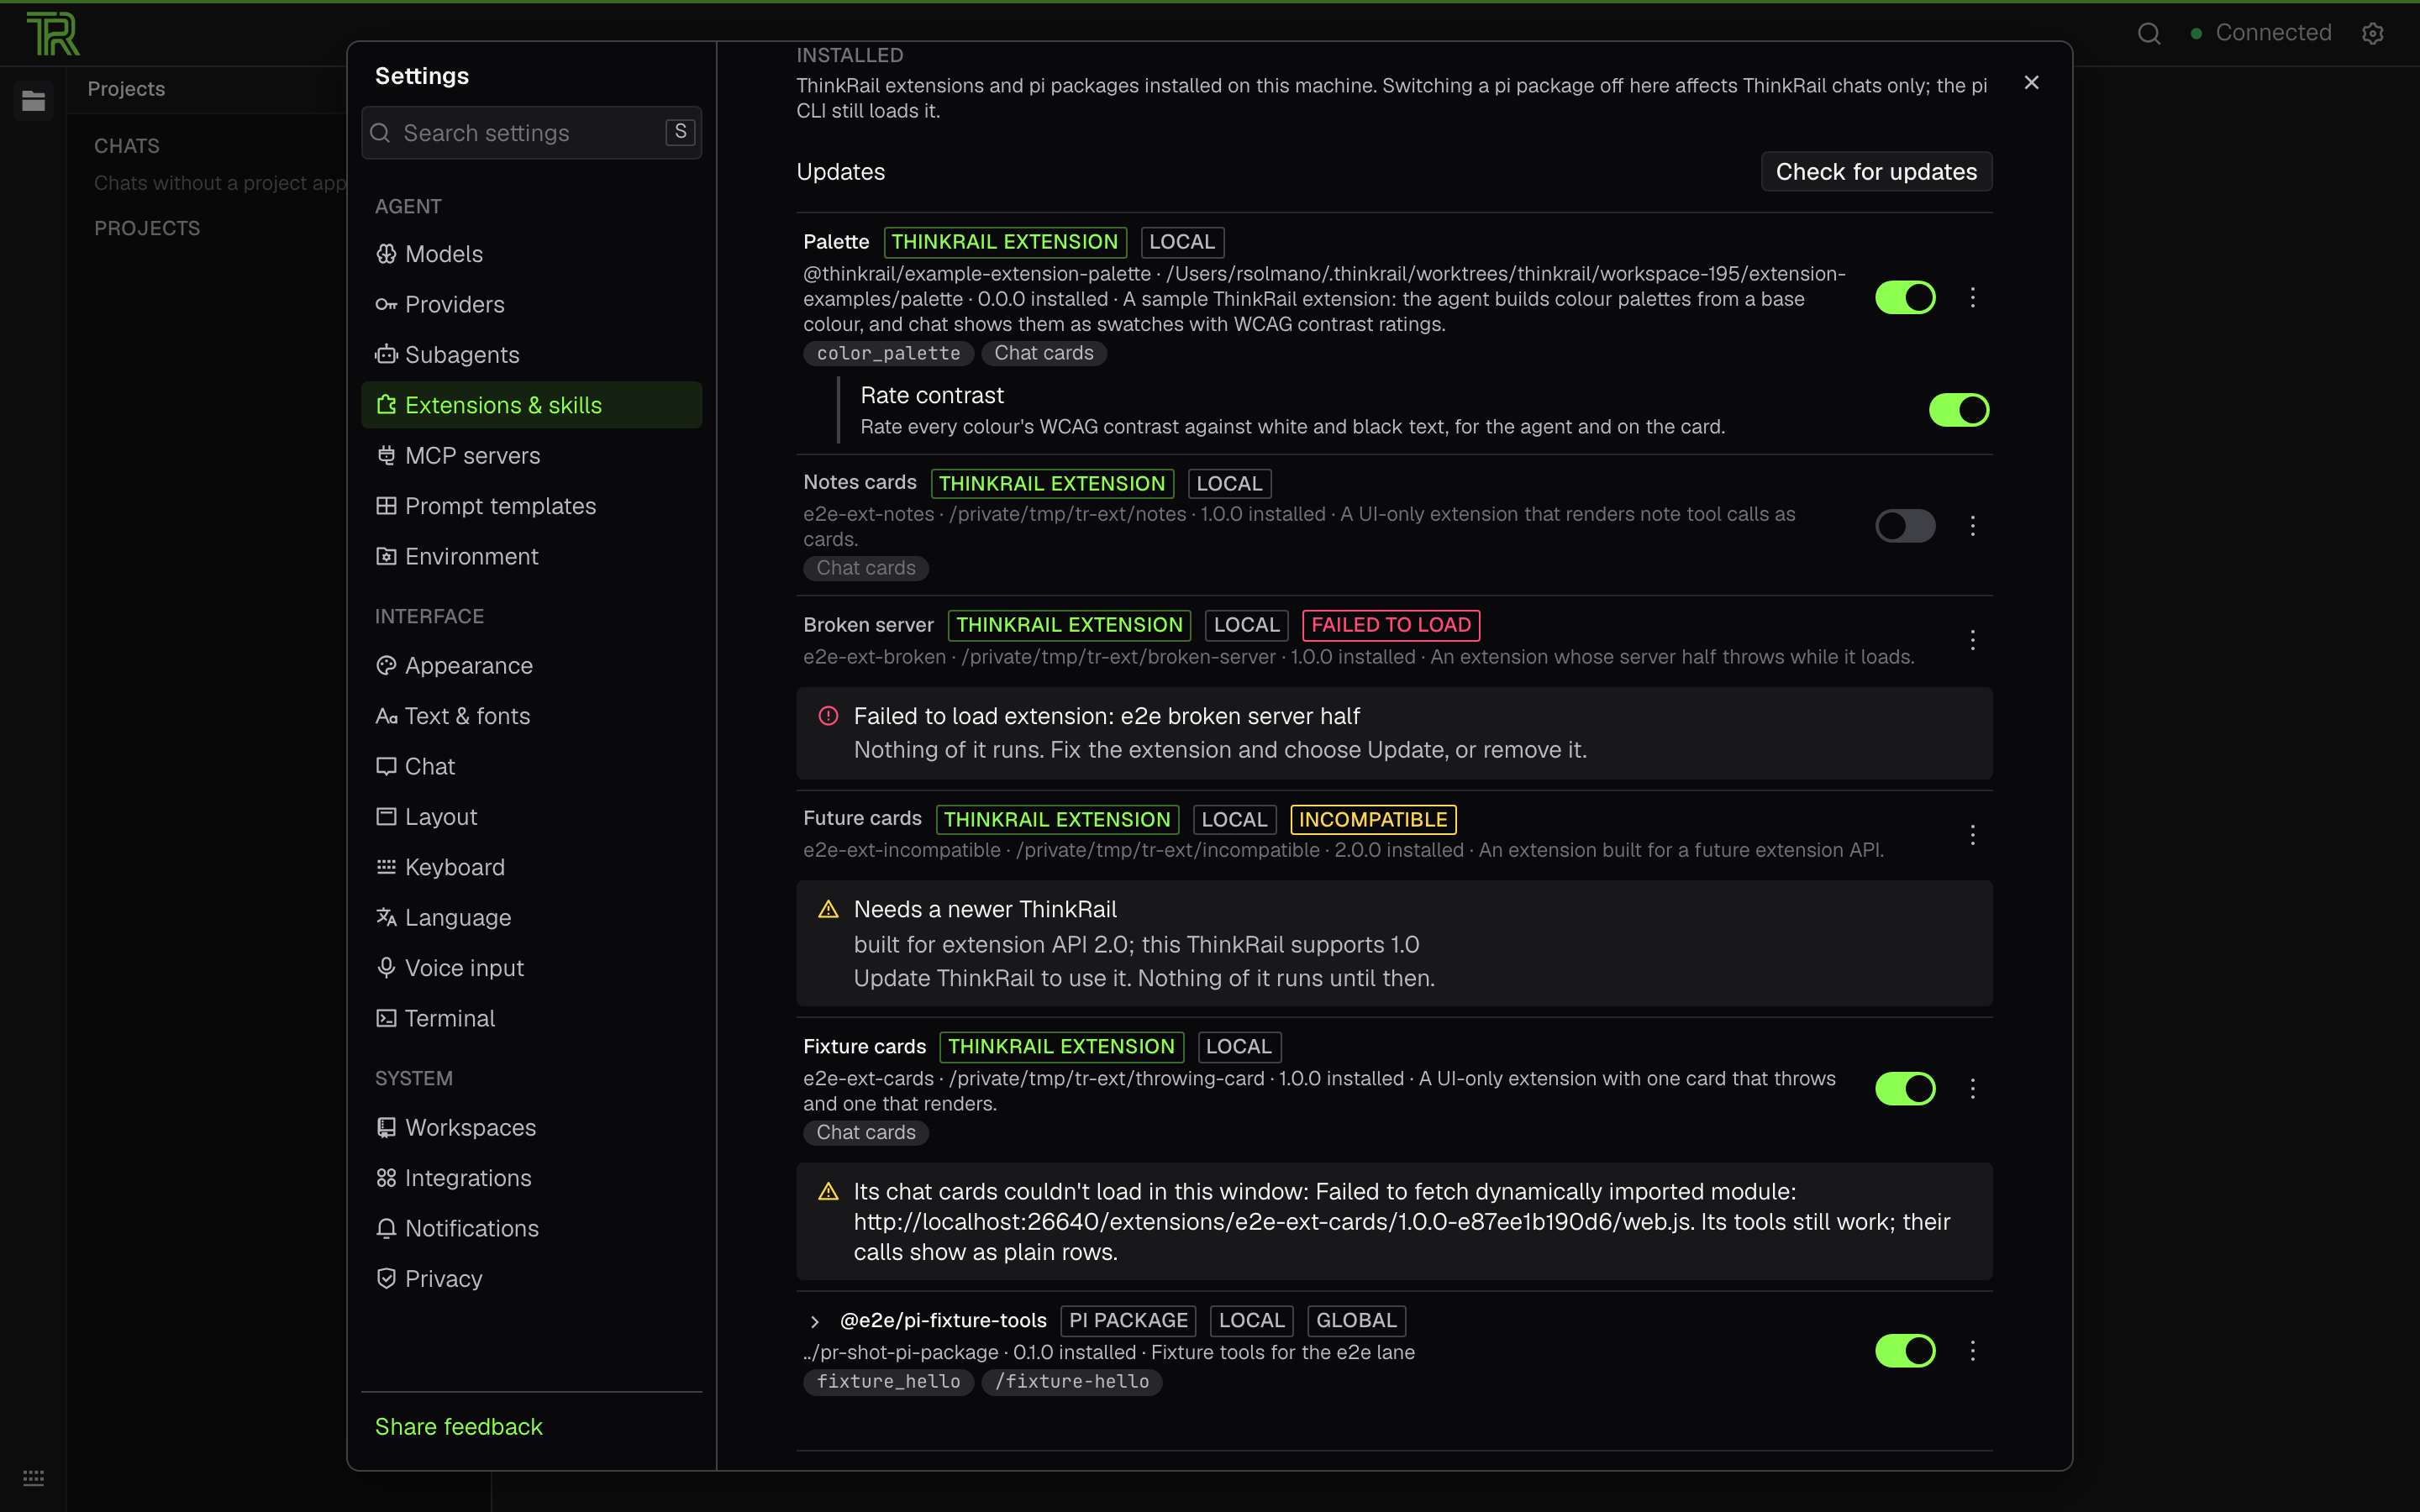 TR
Connected
Projects
CHATS
Chats without a project app
PROJECTS
Settings
Search settings
S
AGENT
Models
Providers
Subagents
Extensions & skills
MCP servers
Prompt templates
Environment
INTERFACE
Appearance
Aa Text & fonts
Chat
Layout
Keyboard
Language
Voice input
Terminal
SYSTEM
Workspaces
Integrations
Notifications
Privacy
Share feedback
INSTALLED
ThinkRail extensions and pi packages installed on this machine. Switching a pi package off here affects ThinkRail chats only; the pi
CLI still loads it.
Updates
Check for updates
Palette THINKRAIL EXTENSION LOCAL
@thinkrail/example-extension-palette · /Users/rsolmano/.thinkrail/worktrees/thinkrail/workspace-195/extension-
examples/palette · 0.0.0 installed · A sample ThinkRail extension: the agent builds colour palettes from a base
colour, and chat shows them as swatches with WCAG contrast ratings.
color_palette Chat cards
Rate contrast
Rate every colour's WCAG contrast against white and black text, for the agent and on the card.
Notes cards THINKRAIL EXTENSION LOCAL
e2e-ext-notes · /private/tmp/tr-ext/notes · 1.0.0 installed · A UI-only extension that renders note tool calls as
cards.
Chat cards
Broken server THINKRAIL EXTENSION LOCAL FAILED TO LOAD
e2e-ext-broken · /private/tmp/tr-ext/broken-server · 1.0.0 installed · An extension whose server half throws while it loads.
Failed to load extension: e2e broken server half
Nothing of it runs. Fix the extension and choose Update, or remove it.
Future cards THINKRAIL EXTENSION LOCAL INCOMPATIBLE
e2e-ext-incompatible · /private/tmp/tr-ext/incompatible · 2.0.0 installed · An extension built for a future extension API.
Needs a newer ThinkRail
built for extension API 2.0; this ThinkRail supports 1.0
Update ThinkRail to use it. Nothing of it runs until then.
Fixture cards THINKRAIL EXTENSION LOCAL
e2e-ext-cards · /private/tmp/tr-ext/throwing-card · 1.0.0 installed · A UI-only extension with one card that throws
and one that renders.
Chat cards
Its chat cards couldn't load in this window: Failed to fetch dynamically imported module:
http://localhost:26640/extensions/e2e-ext-cards/1.0.0-e87ee1b190d6/web.js. Its tools still work; their
calls show as plain rows.
@e2e/pi-fixture-tools PI PACKAGE LOCAL GLOBAL
../pr-shot-pi-package · 0.1.0 installed · Fixture tools for the e2e lane
fixture_hello /fixture-hello